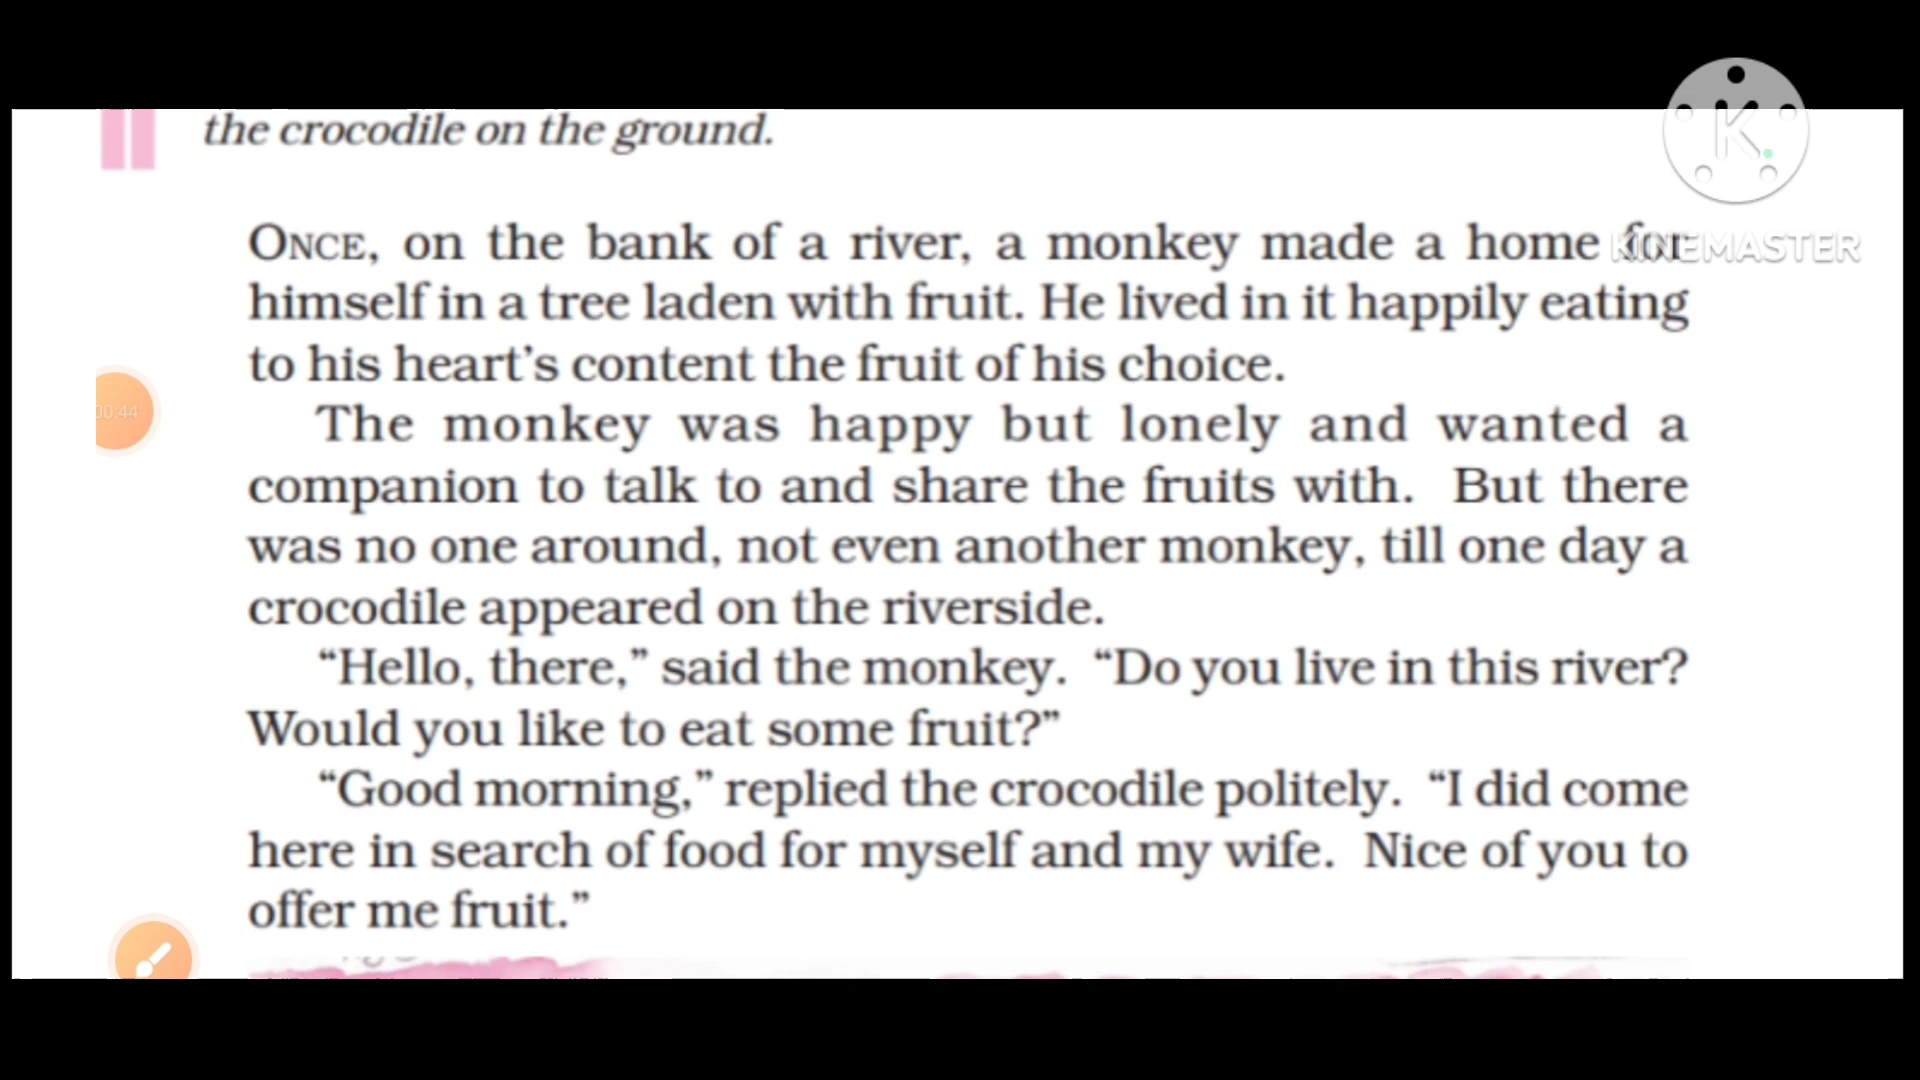 the crocodile on the ground.
K.
KINEMASTER
ONCE, on the bank of a river, a monkey made a home for
himself in a tree laden with fruit. He lived in it happily eating
00:44
to his heart's content the fruit of his choice.
The monkey was happy but lonely and wanted a
companion to talk to and share the fruits with. But there
was no one around, not even another monkey, till one day a
crocodile appeared on the riverside.
“Hello, there,” said the monkey. “Do you live in this river?
Would you like to eat some fruit?”
“Good morning,” replied the crocodile politely. “I did come
here in search of food for myself and my wife. Nice of you to
offer me fruit.”